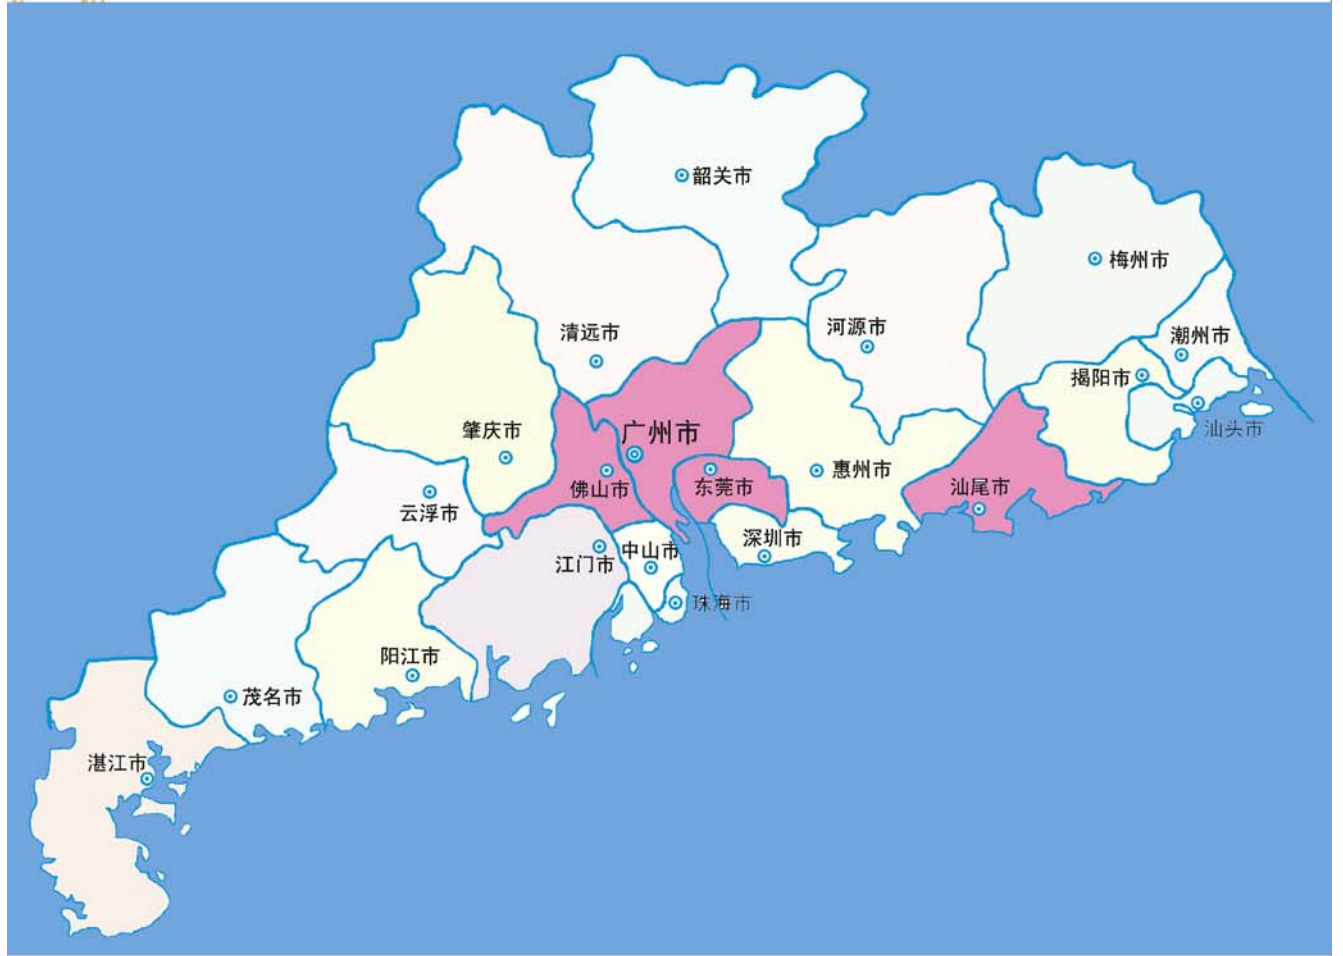 韶关市
梅州市
清远市
河源市
潮州市
揭阳市
肇庆市
广州市
汕头市
惠州市
佛山市
东莞市
汕尾市
云浮市
深圳市
中山市
江门市
珠海市
阳江市
茂名市
湛江市